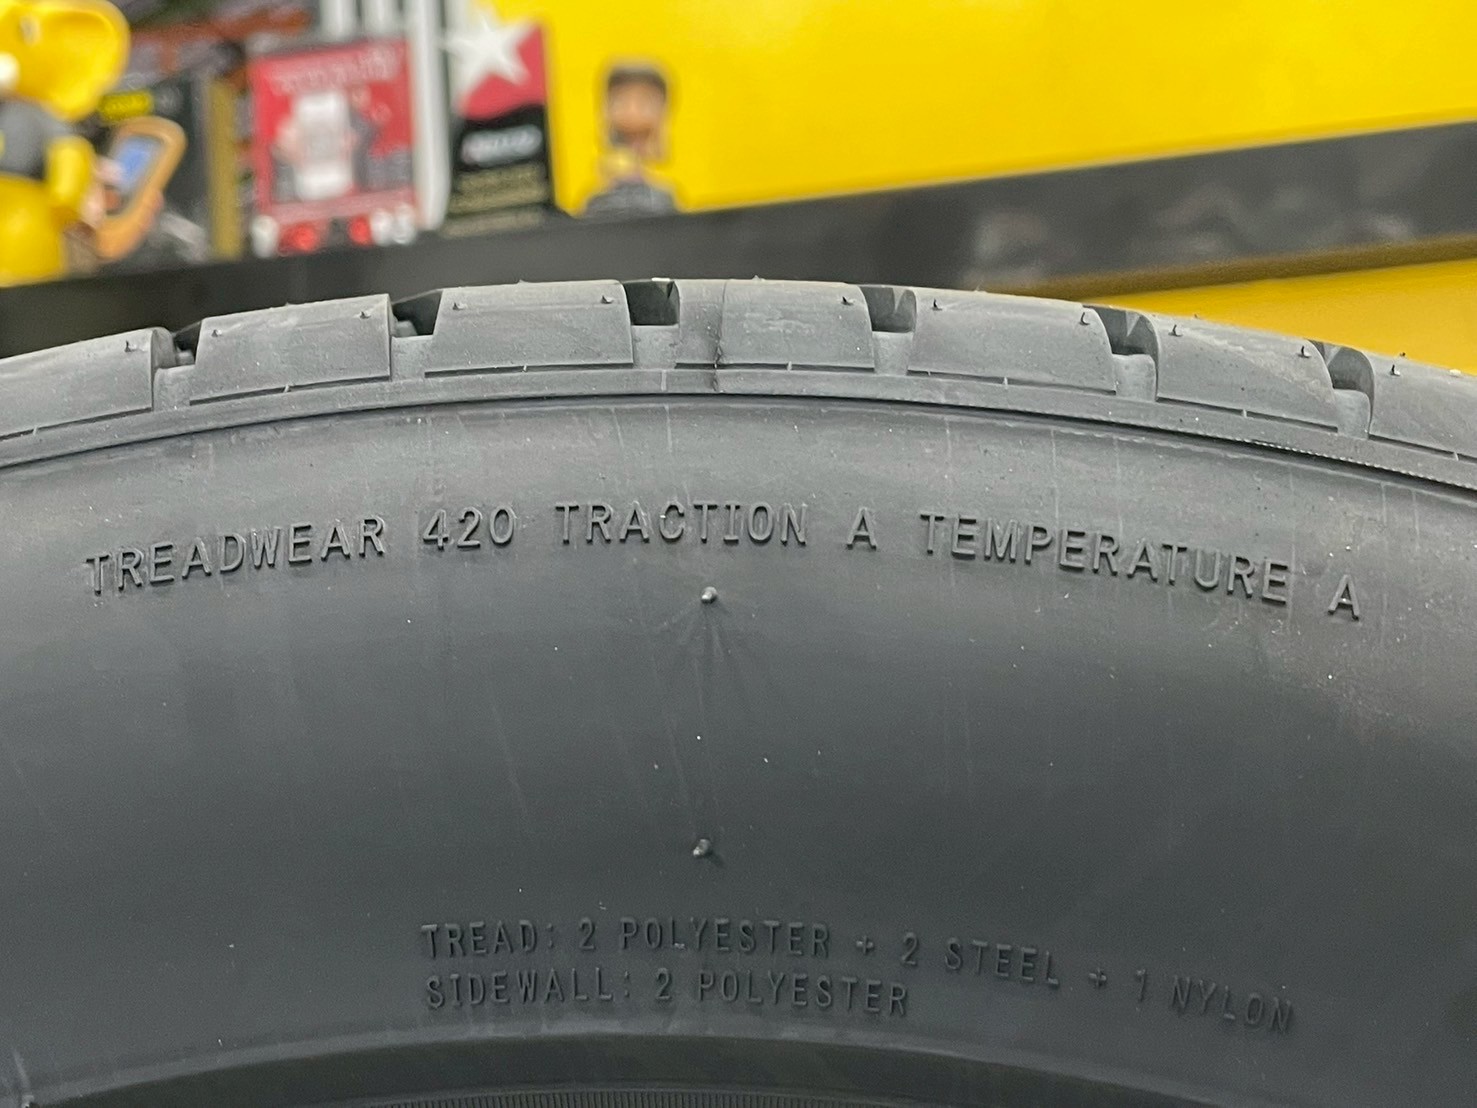 TREADWEAR 420 TRACTION A TEMPERATURE A
TREAD: 2 POLYESTER + 2 STEEL + 1 NYLON
SIDEWALL: 2 POLYESTER